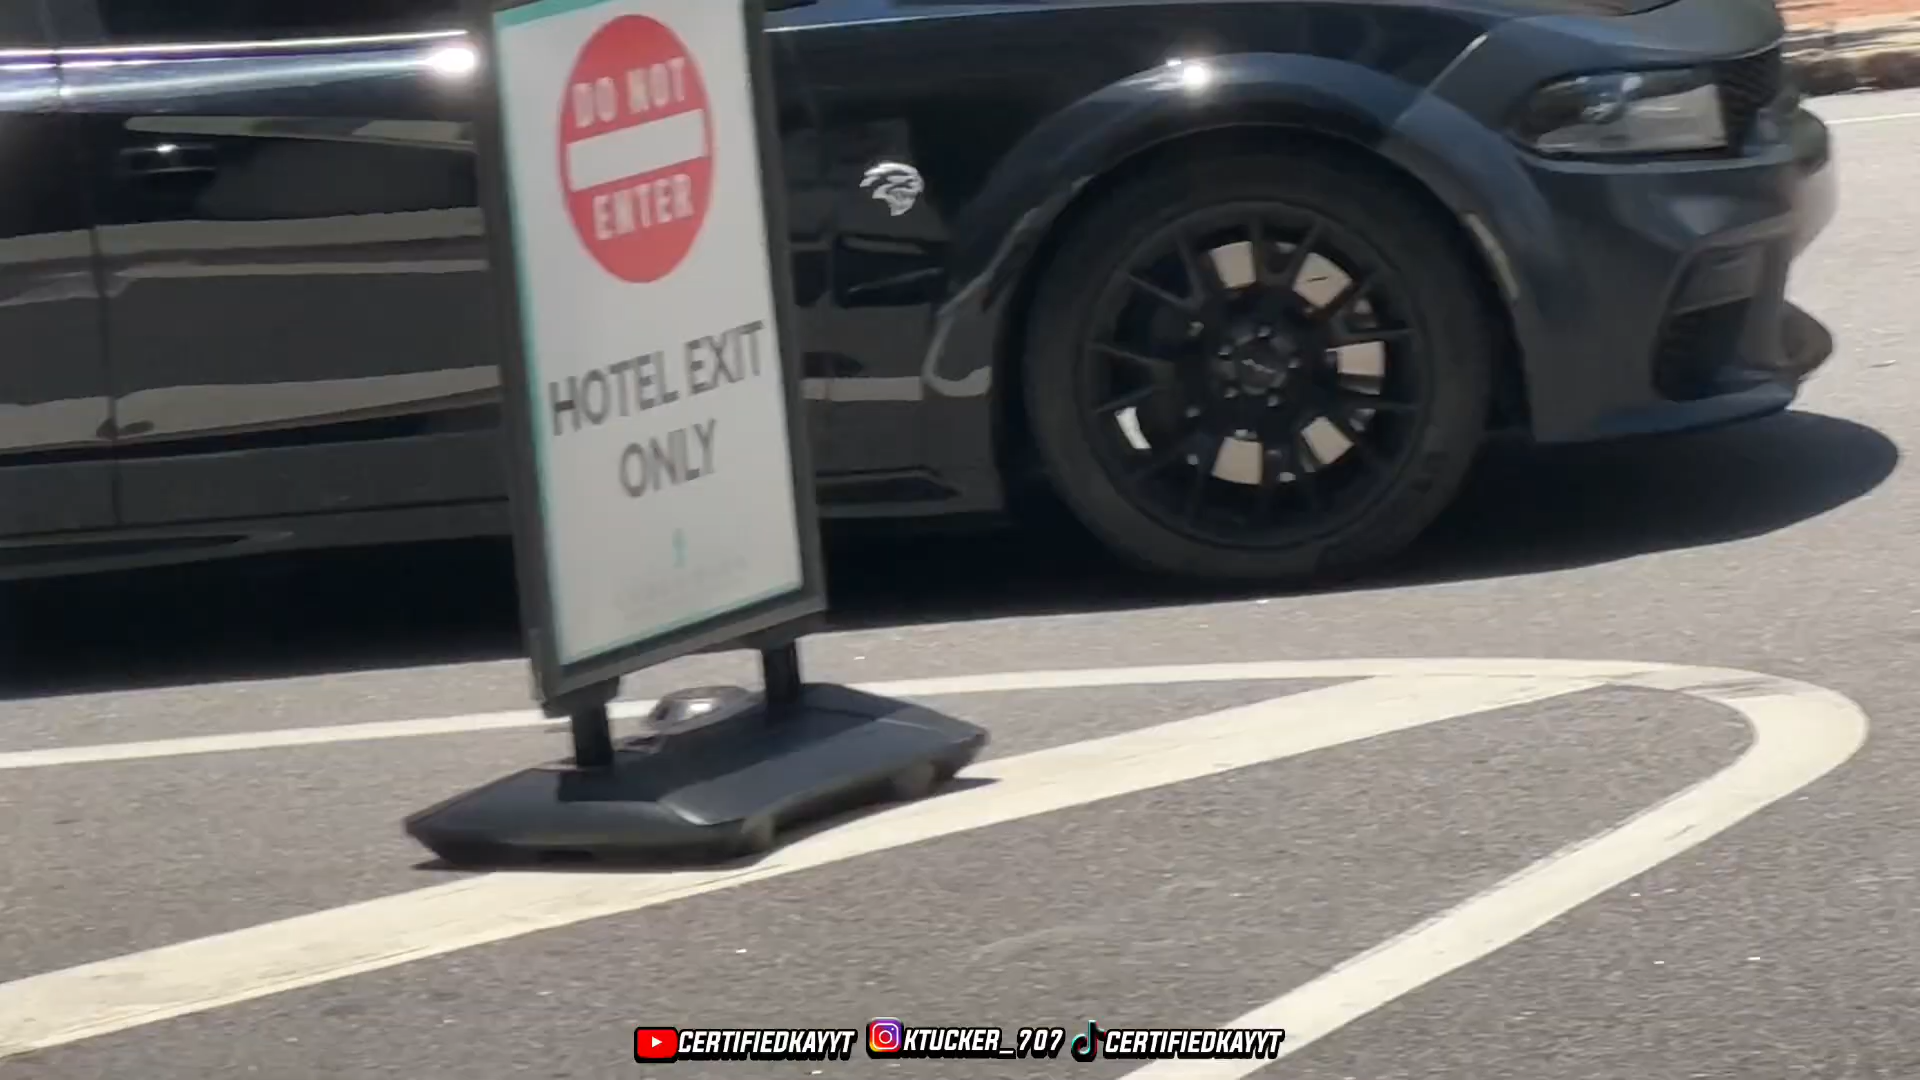 DO NOT
ENTER
HOTEL EXIT
ONLY
CERTIFIEDKAYYT KTUCKER_707 CERTIFIEDKAYYT